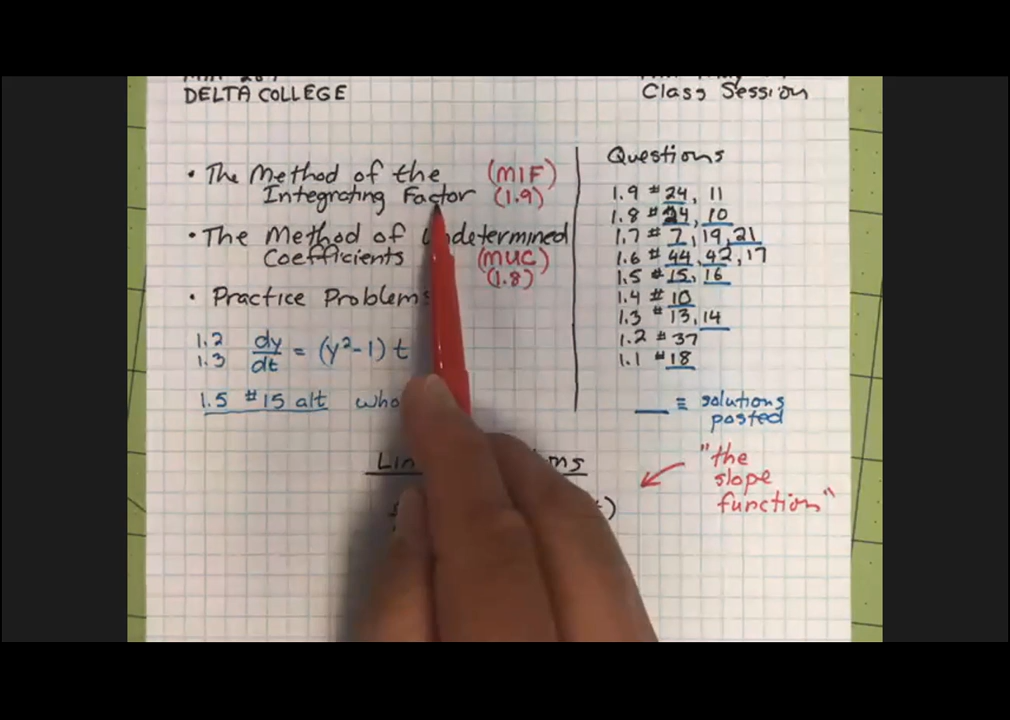 DELTA COLLEGE
Class Session
• The Method of the (MIF)
Integrating Factor (1.9)
• The Method of Undetermined
Coefficients (MUC)
(1.8)
• Practice Problems
1.2
1.3 dy/dt = (y²-1) t
1.5 #15 alt
Questions
1.9 #24, 11
1.8 #24, 10
1.7 #7, 19, 21
1.6 #44, 42, 17
1.5 #15, 16
1.4 #10
1.3 #13, 14
1.2 #37
1.1 #18
___ ≡ solutions
posted
"the
slope
function"